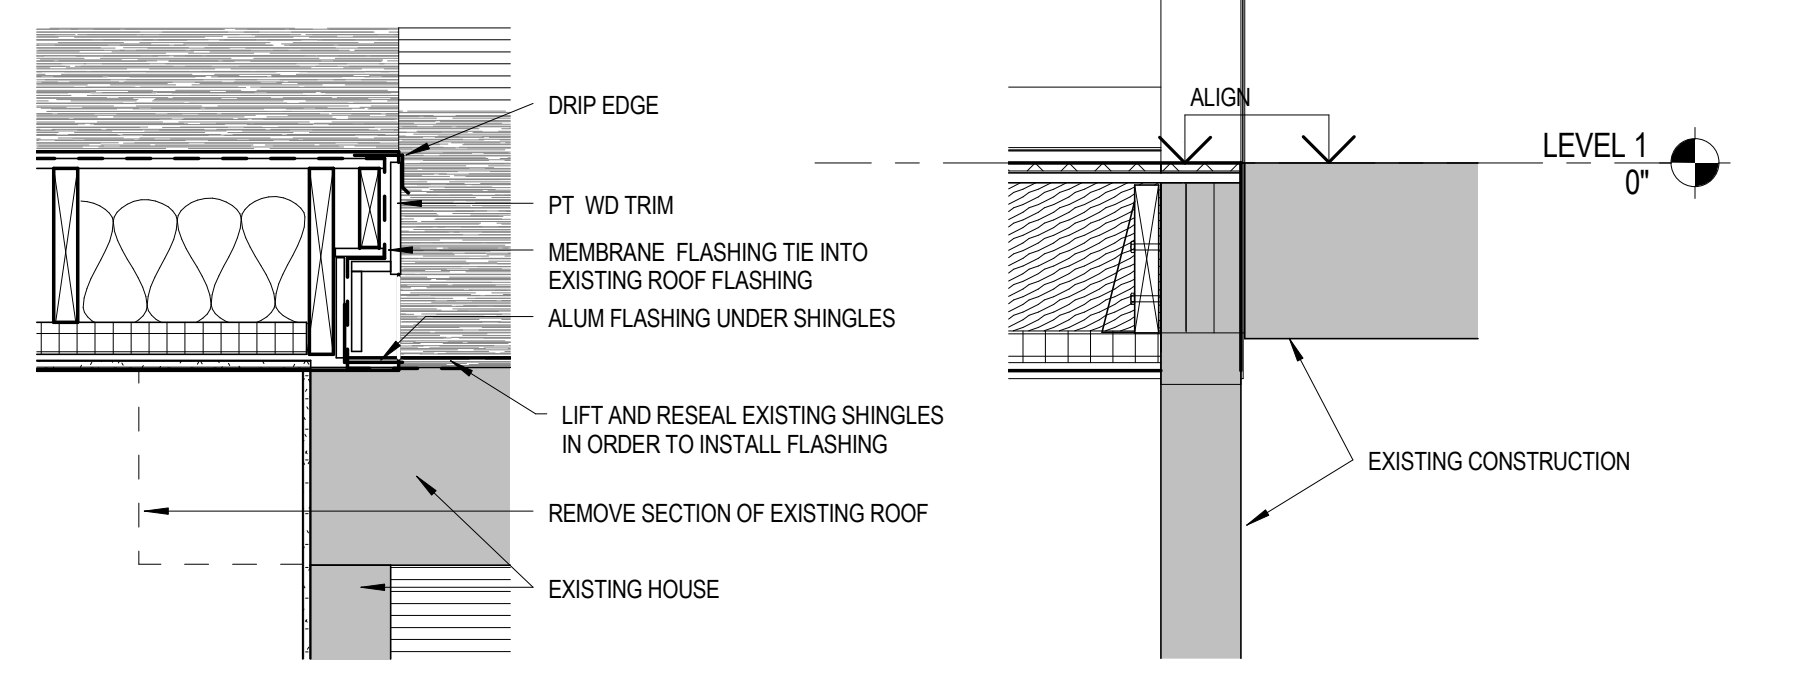 DRIP EDGE
PT WD TRIM
MEMBRANE FLASHING TIE INTO
EXISTING ROOF FLASHING
ALUM FLASHING UNDER SHINGLES
LIFT AND RESEAL EXISTING SHINGLES
IN ORDER TO INSTALL FLASHING
REMOVE SECTION OF EXISTING ROOF
EXISTING HOUSE
ALIGN
LEVEL 1
0"
EXISTING CONSTRUCTION